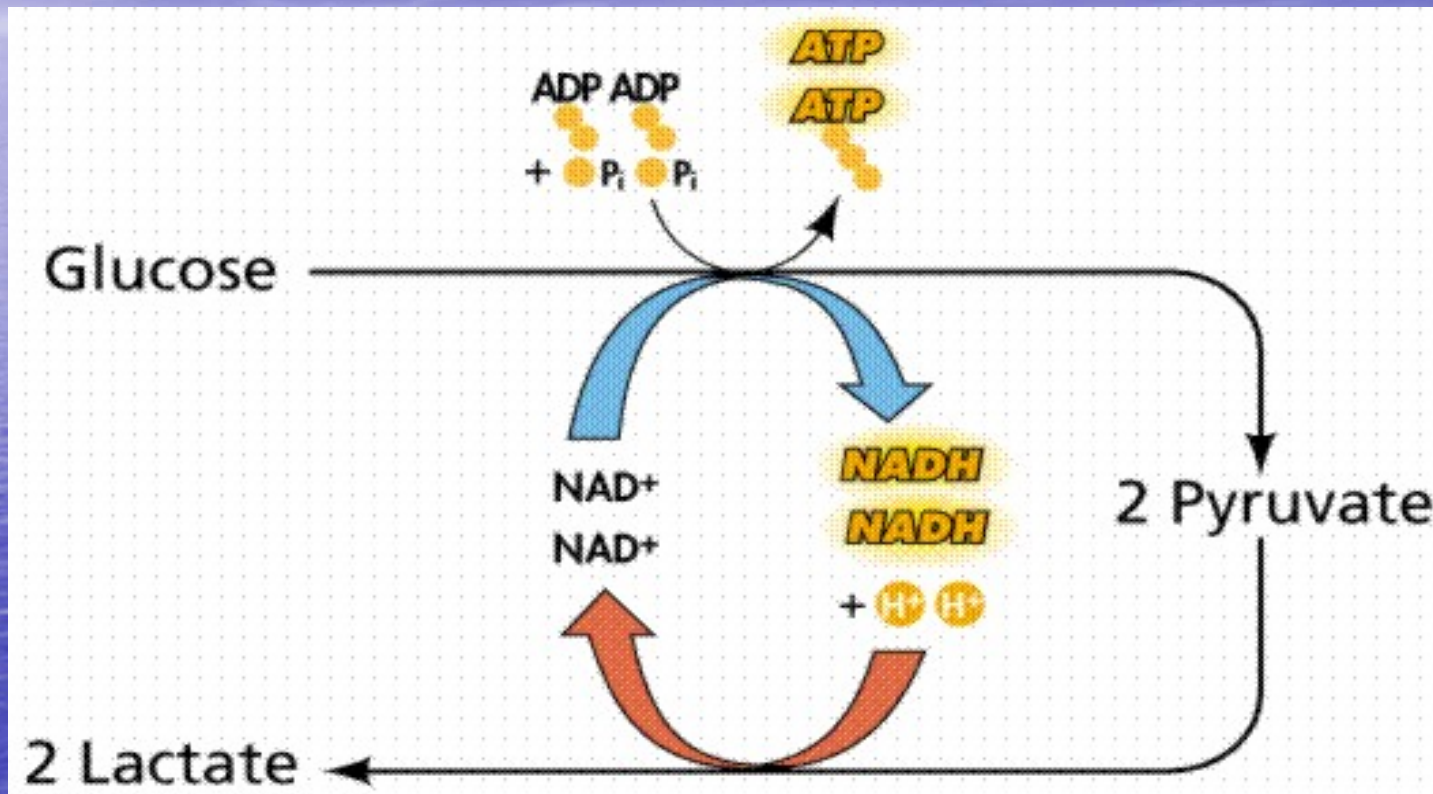 ATP
ATP
ADP ADP
+ Pi Pi
Glucose
NAD+
NAD+
NADH
NADH
+ H+ H+
2 Pyruvate
2 Lactate